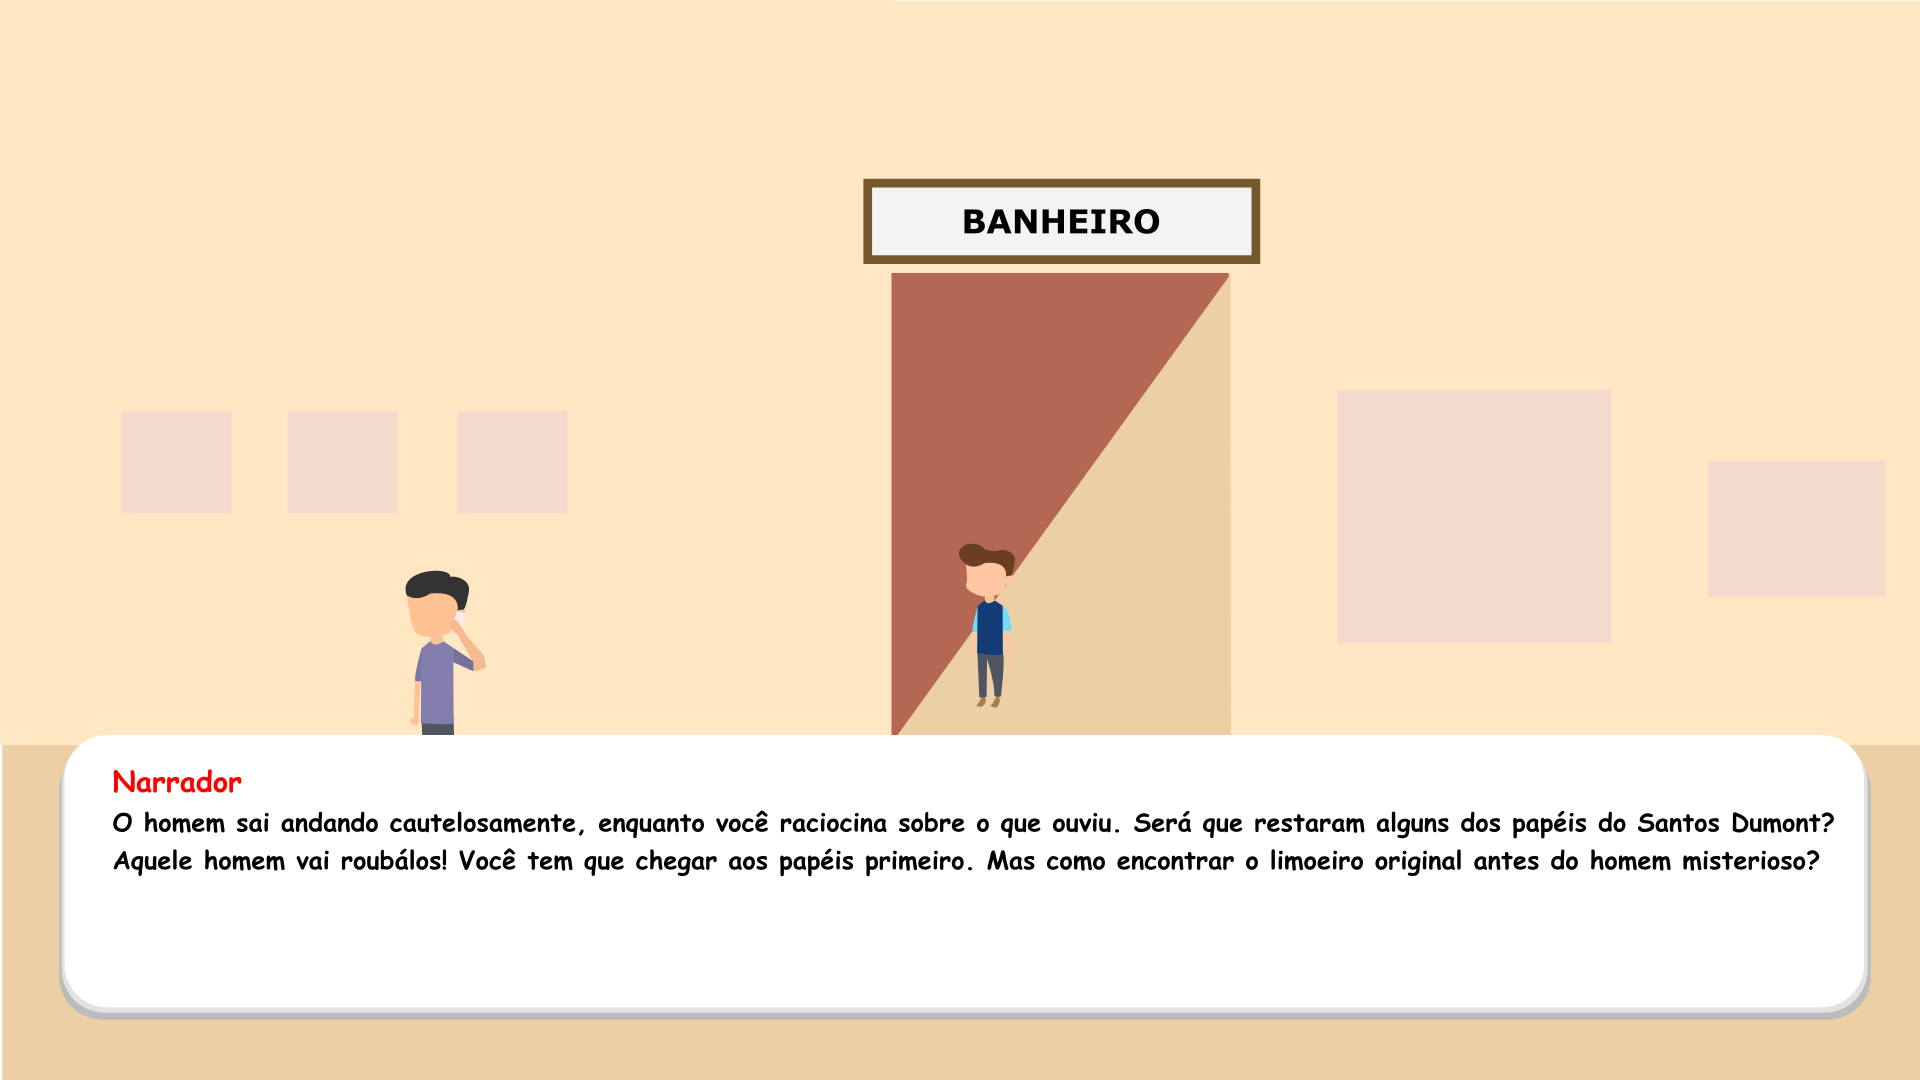 BANHEIRO
Narrador
O homem sai andando cautelosamente, enquanto você raciocina sobre o que ouviu. Será que restaram alguns dos papéis do Santos Dumont?
Aquele homem vai roubálos! Você tem que chegar aos papéis primeiro. Mas como encontrar o limoeiro original antes do homem misterioso?